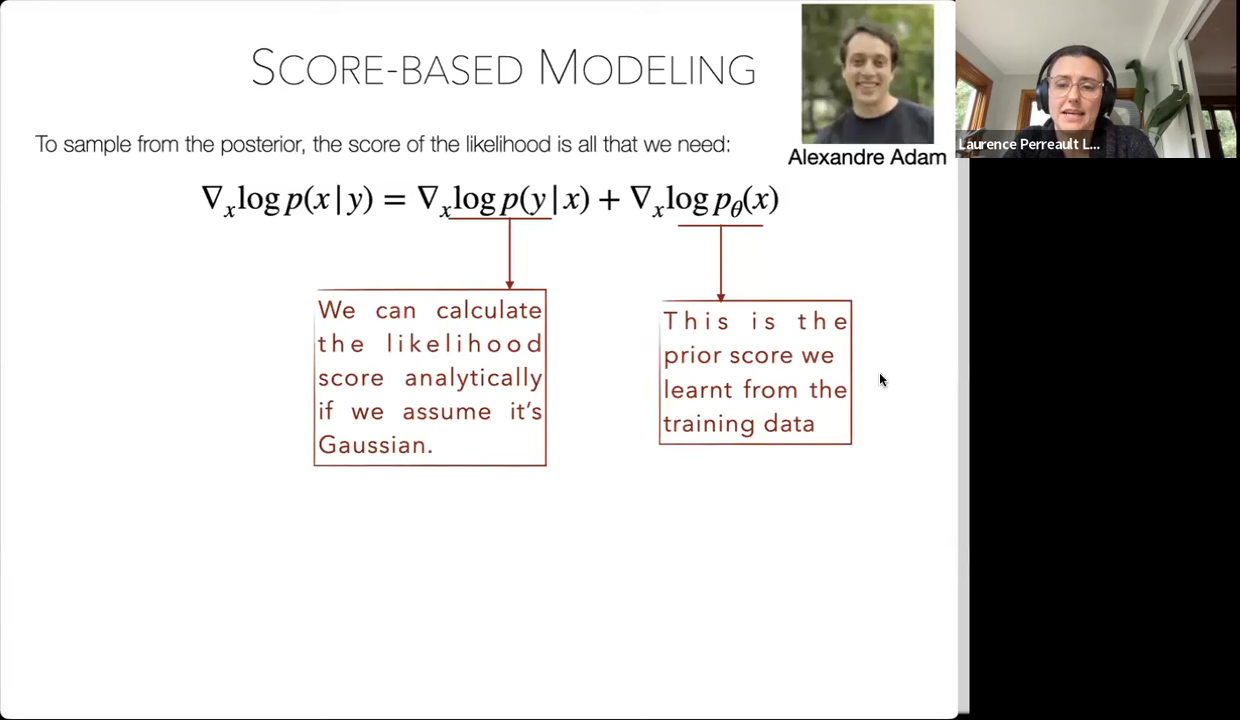 SCORE-BASED MODELING
Alexandre Adam
Laurence Perreault L...
To sample from the posterior, the score of the likelihood is all that we need:
∇ₓlog p(x|y) = ∇ₓlog p(y|x) + ∇ₓlog p_θ(x)
We can calculate
the likelihood
score analytically
if we assume it's
Gaussian.
This is the
prior score we
learnt from the
training data